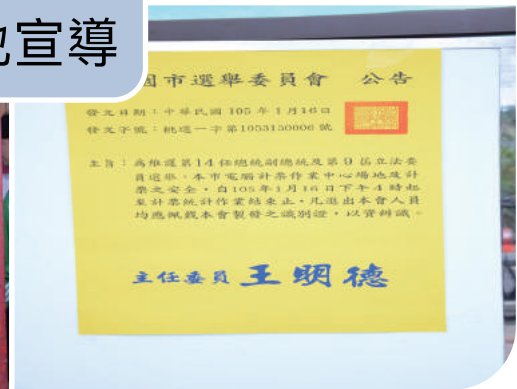 宣導
市選舉委員會 公告
發文日期：中華民國 105 年 1月16日
發文字號：桃選一字第1053150006 號
主旨：為維護第14任總統副總統及第9屆立法委
員選舉，本市電腦計票作業中心場地及計
票之安全，自105年1月16日下午4時起
至計票統計作業結束止，凡進出本會人員
均應佩戴本會製發之識別證，以資辨識。
主任委員 王明德